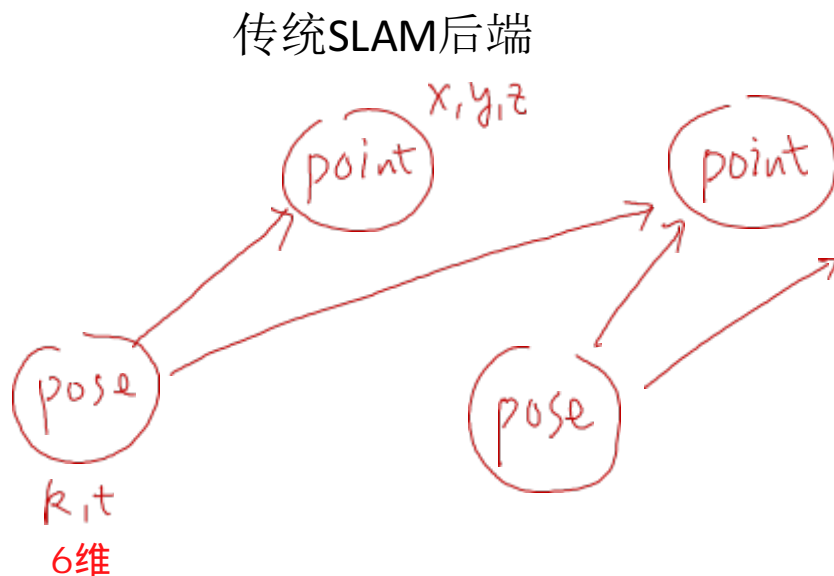 传统SLAM后端
x,y,z
point
point
pose
pose
R,t
6维